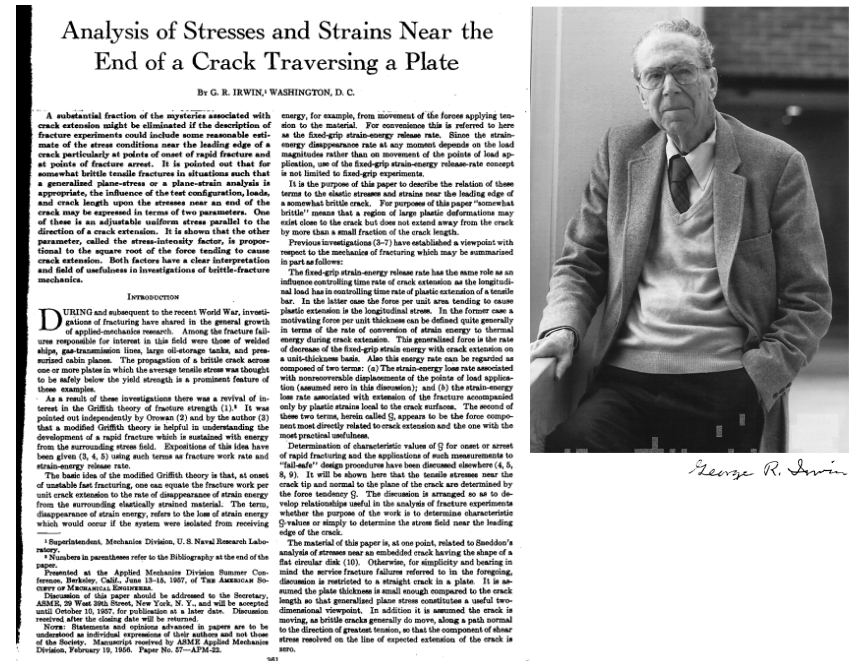 Analysis of Stresses and Strains Near the
End of a Crack Traversing a Plate
By G. R. IRWIN,¹ WASHINGTON, D. C.
A substantial fraction of the mysteries associated with
crack extension might be eliminated if the description of
fracture experiments could include some reasonable esti-
mate of the stress conditions near the leading edge of a
crack particularly at points of onset of rapid fracture and
at points of fracture arrest. It is pointed out that for
somewhat brittle tensile fractures in situations such that
a generalized plane-stress or a plane-strain analysis is
appropriate, the influence of the test configuration, loads,
and crack length upon the stresses near an end of the
crack may be expressed in terms of two parameters. One
of these is an adjustable uniform stress parallel to the
direction of a crack extension. It is shown that the other
parameter, called the stress-intensity factor, is propor-
tional to the square root of the force tending to cause
crack extension. Both factors have a clear interpretation
and field of usefulness in investigations of brittle-fracture
mechanics.
INTRODUCTION
DURING and subsequent to the recent World War, investi-
gations of fracturing have shared in the general growth
of applied-mechanics research. Among the fracture fail-
ures responsible for interest in this field were those of welded
ships, gas-transmission lines, large oil-storage tanks, and pres-
surised cabin planes. The propagation of a brittle crack across
one or more plates in which the average tensile stress was thought
to be safely below the yield strength is a prominent feature of
these examples.
As a result of these investigations there was a revival of in-
terest in the Griffith theory of fracture strength (1).² It was
pointed out independently by Orowan (2) and by the author (3)
that a modified Griffith theory is helpful in understanding the
development of a rapid fracture which is sustained with energy
from the surrounding stress field. Expositions of this idea have
been given (3, 4, 5) using such terms as fracture work rate and
strain-energy release rate.
The basic idea of the modified Griffith theory is that, at onset
of unstable fast fracturing, one can equate the fracture work per
unit crack extension to the rate of disappearance of strain energy
from the surrounding elastically strained material. The term,
disappearance of strain energy, refers to the loss of strain energy
which would occur if the system were isolated from receiving
¹ Superintendent, Mechanics Division, U. S. Naval Research Labo-
ratory.
² Numbers in parentheses refer to the Bibliography at the end of the
paper.
Presented at the Applied Mechanics Division Summer Con-
ference, Berkeley, Calif., June 13-15, 1957, of THE AMERICAN SO-
CIETY OF MECHANICAL ENGINEERS.
Discussion of this paper should be addressed to the Secretary,
ASME, 29 West 39th Street, New York, N. Y., and will be accepted
until October 10, 1957, for publication at a later date. Discussion
received after the closing date will be returned.
NOTE: Statements and opinions advanced in papers are to be
understood as individual expressions of their authors and not those
of the Society. Manuscript received by ASME Applied Mechanics
Division, February 19, 1956. Paper No. 57—APM-22.
361
energy, for example, from movement of the forces applying ten-
sion to the material. For convenience this is referred to here
as the fixed-grip strain-energy release rate. Since the strain-
energy disappearance rate at any moment depends on the load
magnitudes rather than on movement of the points of load ap-
plication, use of the fixed-grip strain-energy release-rate concept
is not limited to fixed-grip experiments.
It is the purpose of this paper to describe the relation of these
terms to the elastic stresses and strains near the leading edge of
a somewhat brittle crack. For purposes of this paper "somewhat
brittle" means that a region of large plastic deformations may
exist close to the crack but does not extend away from the crack
by more than a small fraction of the crack length.
Previous investigations (3-7) have established a viewpoint with
respect to the mechanics of fracturing which may be summarised
in part as follows:
The fixed-grip strain-energy release rate has the same role as an
influence controlling time rate of crack extension as the longitudi-
nal load has in controlling time rate of plastic extension of a tensile
bar. In the latter case the force per unit area tending to cause
plastic extension is the longitudinal stress. In the former case a
motivating force per unit thickness can be defined quite generally
in terms of the rate of conversion of strain energy to thermal
energy during crack extension. This generalised force is the rate
of decrease of the fixed-grip strain energy with crack extension on
a unit-thickness basis. Also this energy rate can be regarded as
composed of two terms: (a) The strain-energy loss rate associated
with nonrecoverable displacements of the points of load applica-
tion (assumed zero in this discussion); and (b) the strain-energy
loss rate associated with extension of the fracture accompanied
only by plastic strains local to the crack surfaces. The second of
these two terms, herein called G, appears to be the force compo-
nent most directly related to crack extension and the one with the
most practical usefulness.
Determination of characteristic values of G for onset or arrest
of rapid fracturing and the applications of such measurements to
"fail-safe" design procedures have been discussed elsewhere (4, 5,
8, 9). It will be shown here that the tensile stresses near the
crack tip and normal to the plane of the crack are determined by
the force tendency G. The discussion is arranged so as to de-
velop relationships useful in the analysis of fracture experiments
whether the purpose of the work is to determine characteristic
G-values or simply to determine the stress field near the leading
edge of the crack.
The material of this paper is, at one point, related to Sneddon's
analysis of stresses near an embedded crack having the shape of a
flat circular disk (10). Otherwise, for simplicity and bearing in
mind the service fracture failures referred to in the foregoing,
discussion is restricted to a straight crack in a plate. It is as-
sumed the plate thickness is small enough compared to the crack
length so that generalized plane stress constitutes a useful two-
dimensional viewpoint. In addition it is assumed the crack is
moving, as brittle cracks generally do move, along a path normal
to the direction of greatest tension, so that the component of shear
stress resolved on the line of expected extension of the crack is
zero.
George R. Irwin